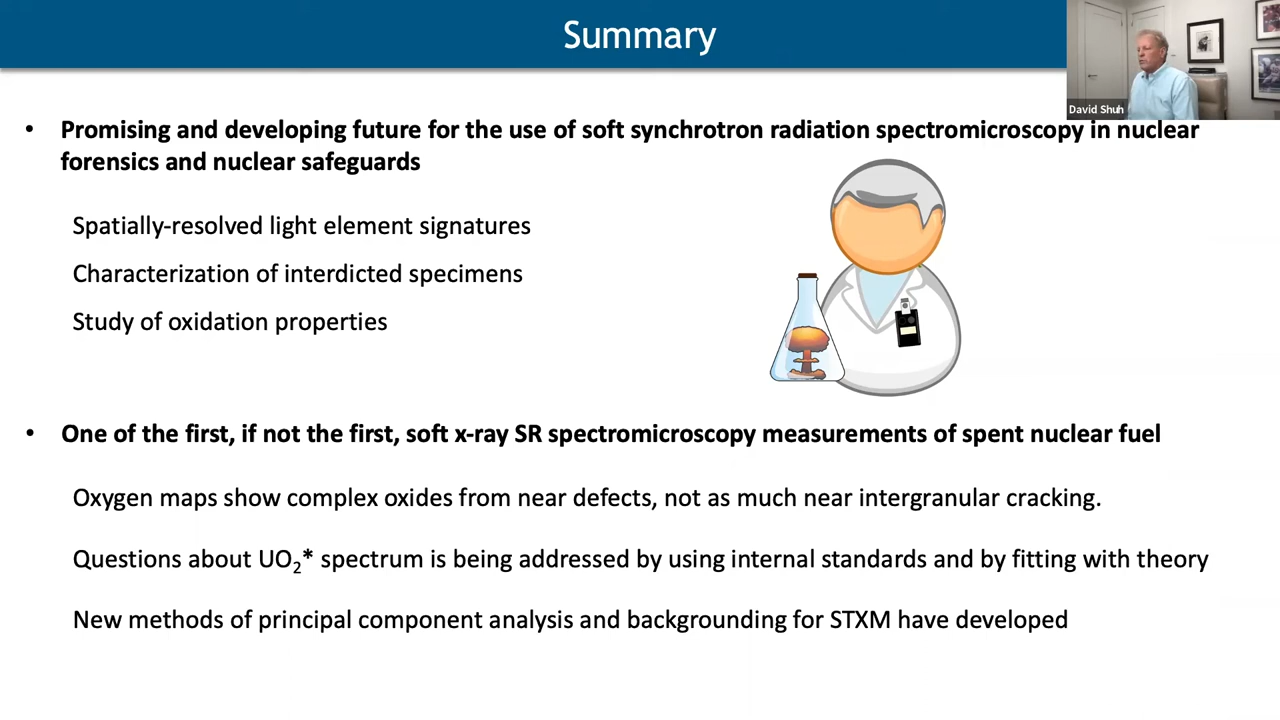 Summary
David Shuh
• Promising and developing future for the use of soft synchrotron radiation spectromicroscopy in nuclear
forensics and nuclear safeguards
Spatially-resolved light element signatures
Characterization of interdicted specimens
Study of oxidation properties
• One of the first, if not the first, soft x-ray SR spectromicroscopy measurements of spent nuclear fuel
Oxygen maps show complex oxides from near defects, not as much near intergranular cracking.
Questions about UO₂* spectrum is being addressed by using internal standards and by fitting with theory
New methods of principal component analysis and backgrounding for STXM have developed